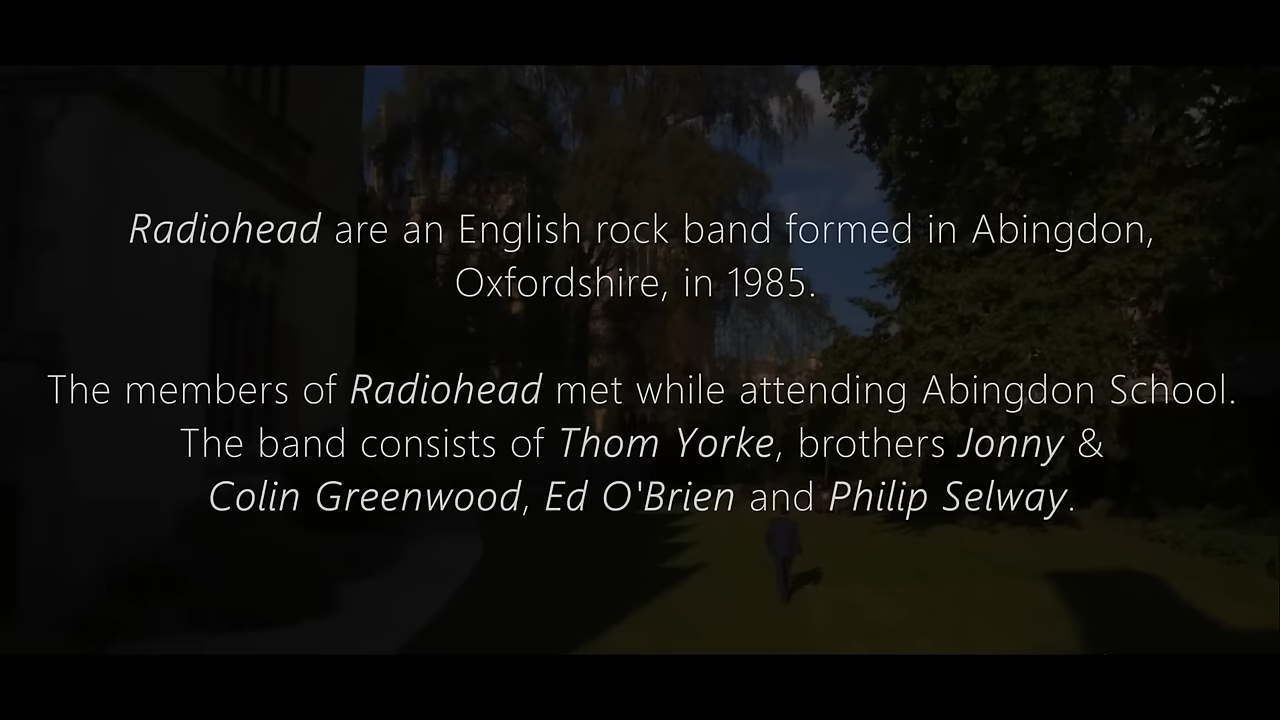 Radiohead are an English rock band formed in Abingdon,
Oxfordshire, in 1985.
The members of Radiohead met while attending Abingdon School.
The band consists of Thom Yorke, brothers Jonny &
Colin Greenwood, Ed O'Brien and Philip Selway.